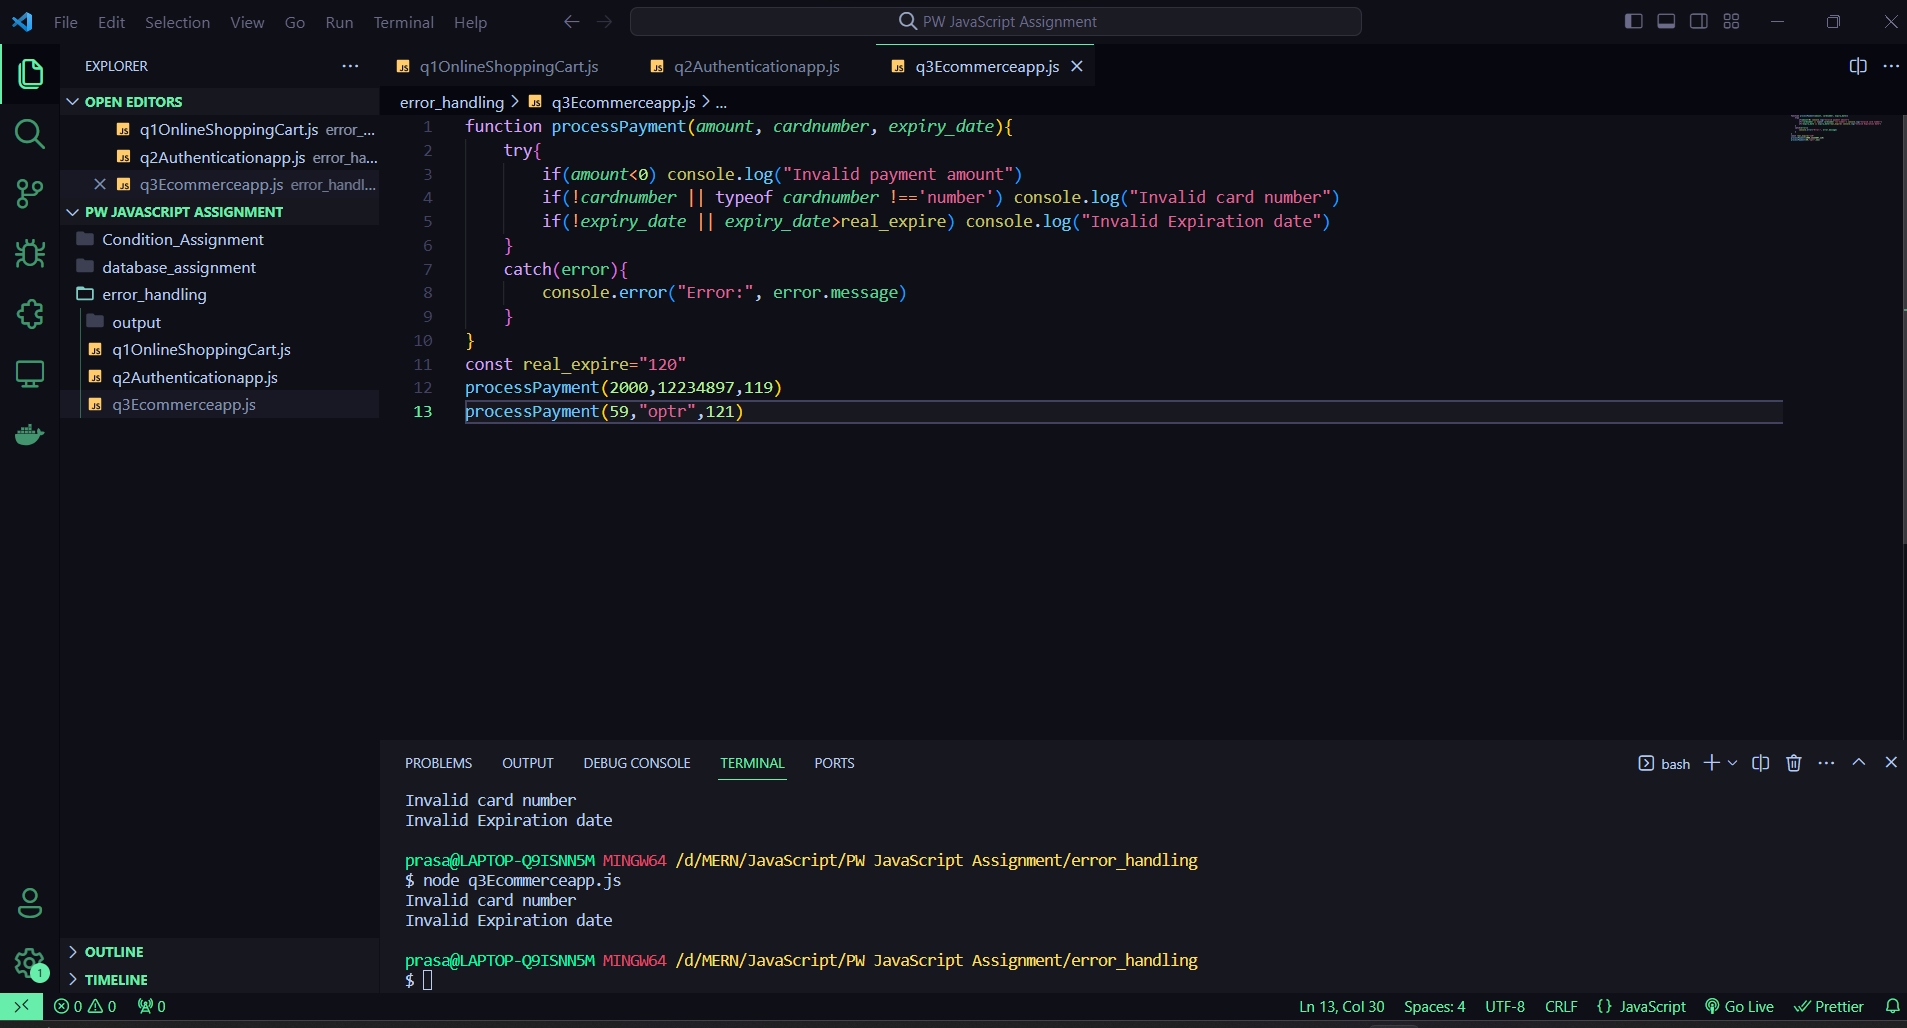 File Edit Selection View Go Run Terminal Help
PW JavaScript Assignment
EXPLORER
OPEN EDITORS
q1OnlineShoppingCart.js error_...
q2Authenticationapp.js error_ha...
q3Ecommerceapp.js error_handl...
PW JAVASCRIPT ASSIGNMENT
Condition_Assignment
database_assignment
error_handling
output
q1OnlineShoppingCart.js
q2Authenticationapp.js
q3Ecommerceapp.js
OUTLINE
TIMELINE
1
q1OnlineShoppingCart.js q2Authenticationapp.js q3Ecommerceapp.js
error_handling > q3Ecommerceapp.js > ...
1 function processPayment(amount, cardnumber, expiry_date){
2 try{
3 if(amount<0) console.log("Invalid payment amount")
4 if(!cardnumber || typeof cardnumber !=='number') console.log("Invalid card number")
5 if(!expiry_date || expiry_date>real_expire) console.log("Invalid Expiration date")
6 }
7 catch(error){
8 console.error("Error:", error.message)
9 }
10 }
11 const real_expire="120"
12 processPayment(2000,12234897,119)
13 processPayment(59,"optr",121)
PROBLEMS OUTPUT DEBUG CONSOLE TERMINAL PORTS
bash
Invalid card number
Invalid Expiration date
prasa@LAPTOP-Q9ISNN5M MINGW64 /d/MERN/JavaScript/PW JavaScript Assignment/error_handling
$ node q3Ecommerceapp.js
Invalid card number
Invalid Expiration date
prasa@LAPTOP-Q9ISNN5M MINGW64 /d/MERN/JavaScript/PW JavaScript Assignment/error_handling
$
0 0 0
Ln 13, Col 30 Spaces: 4 UTF-8 CRLF {} JavaScript Go Live Prettier